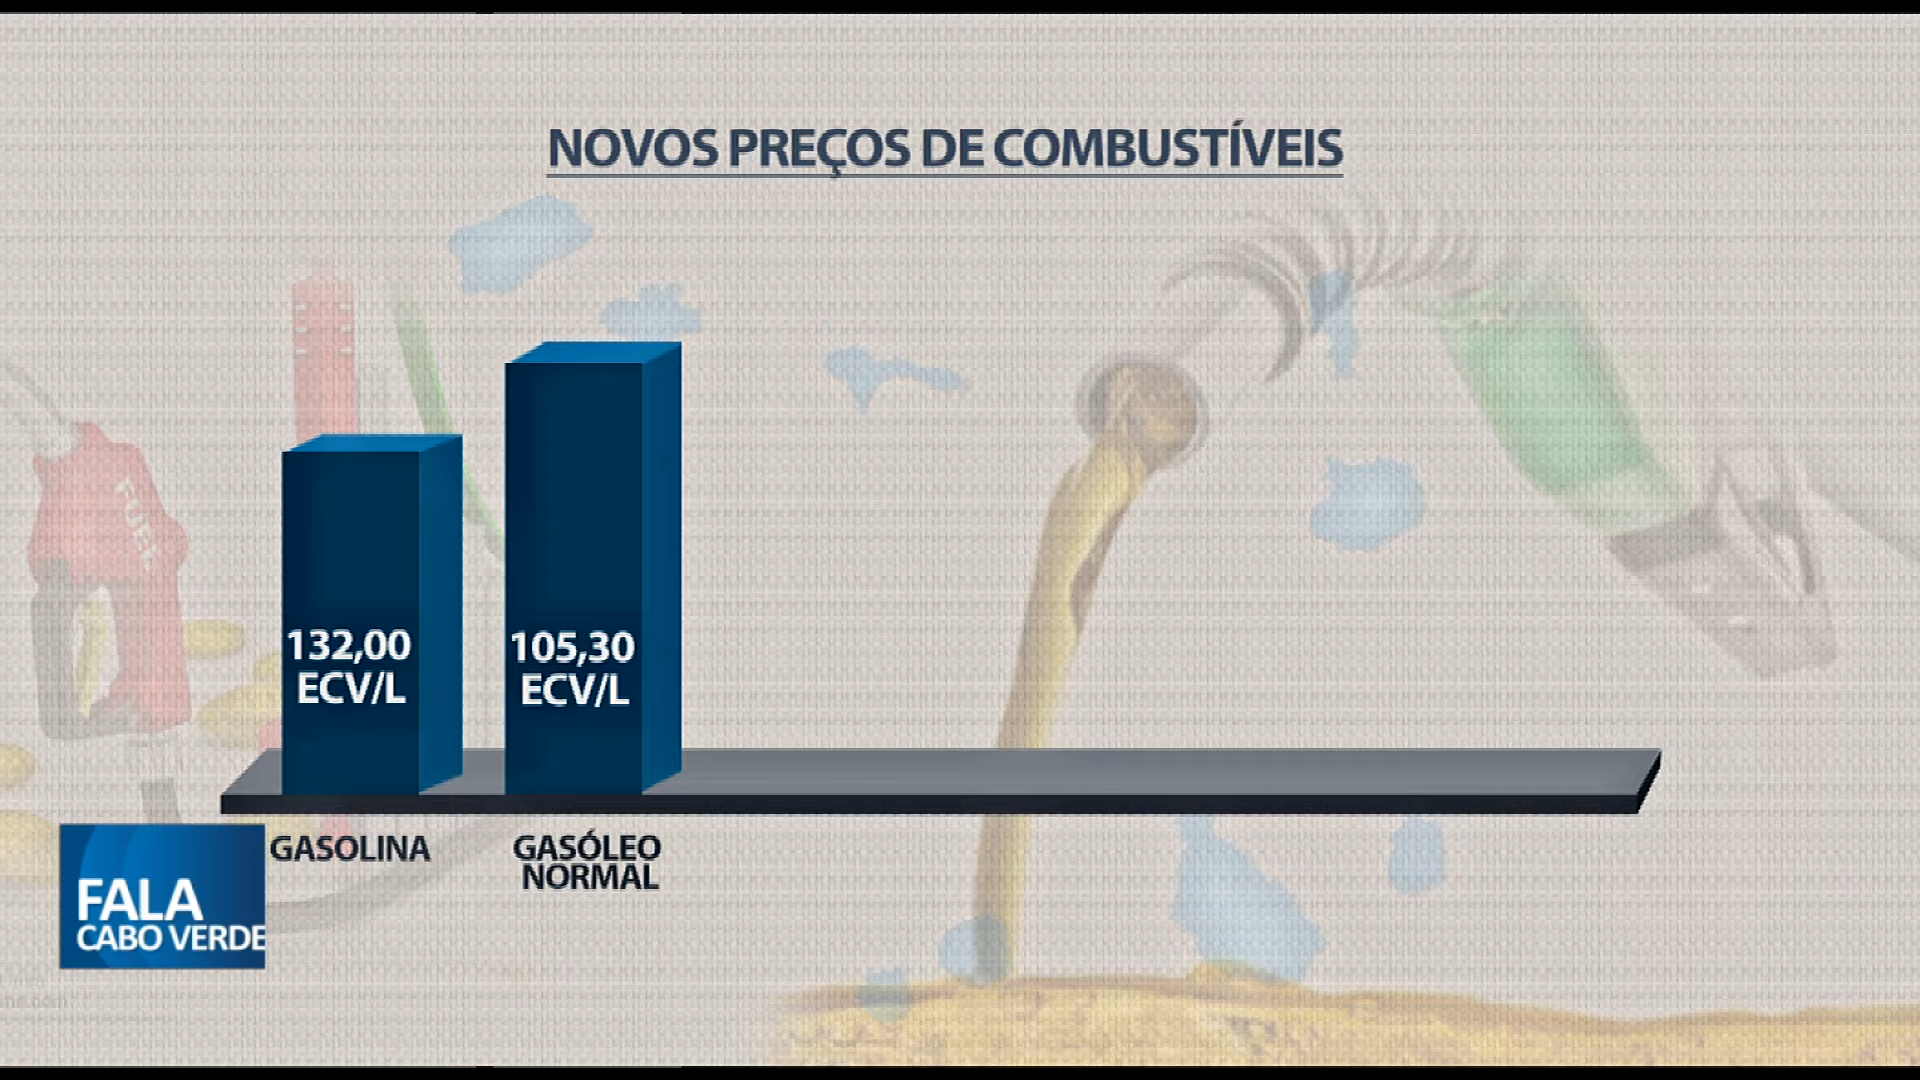 NOVOS PREÇOS DE COMBUSTÍVEIS
FUEL
132,00
ECV/L
105,30
ECV/L
GASOLINA
GASÓLEO
NORMAL
FALA
CABO VERDE